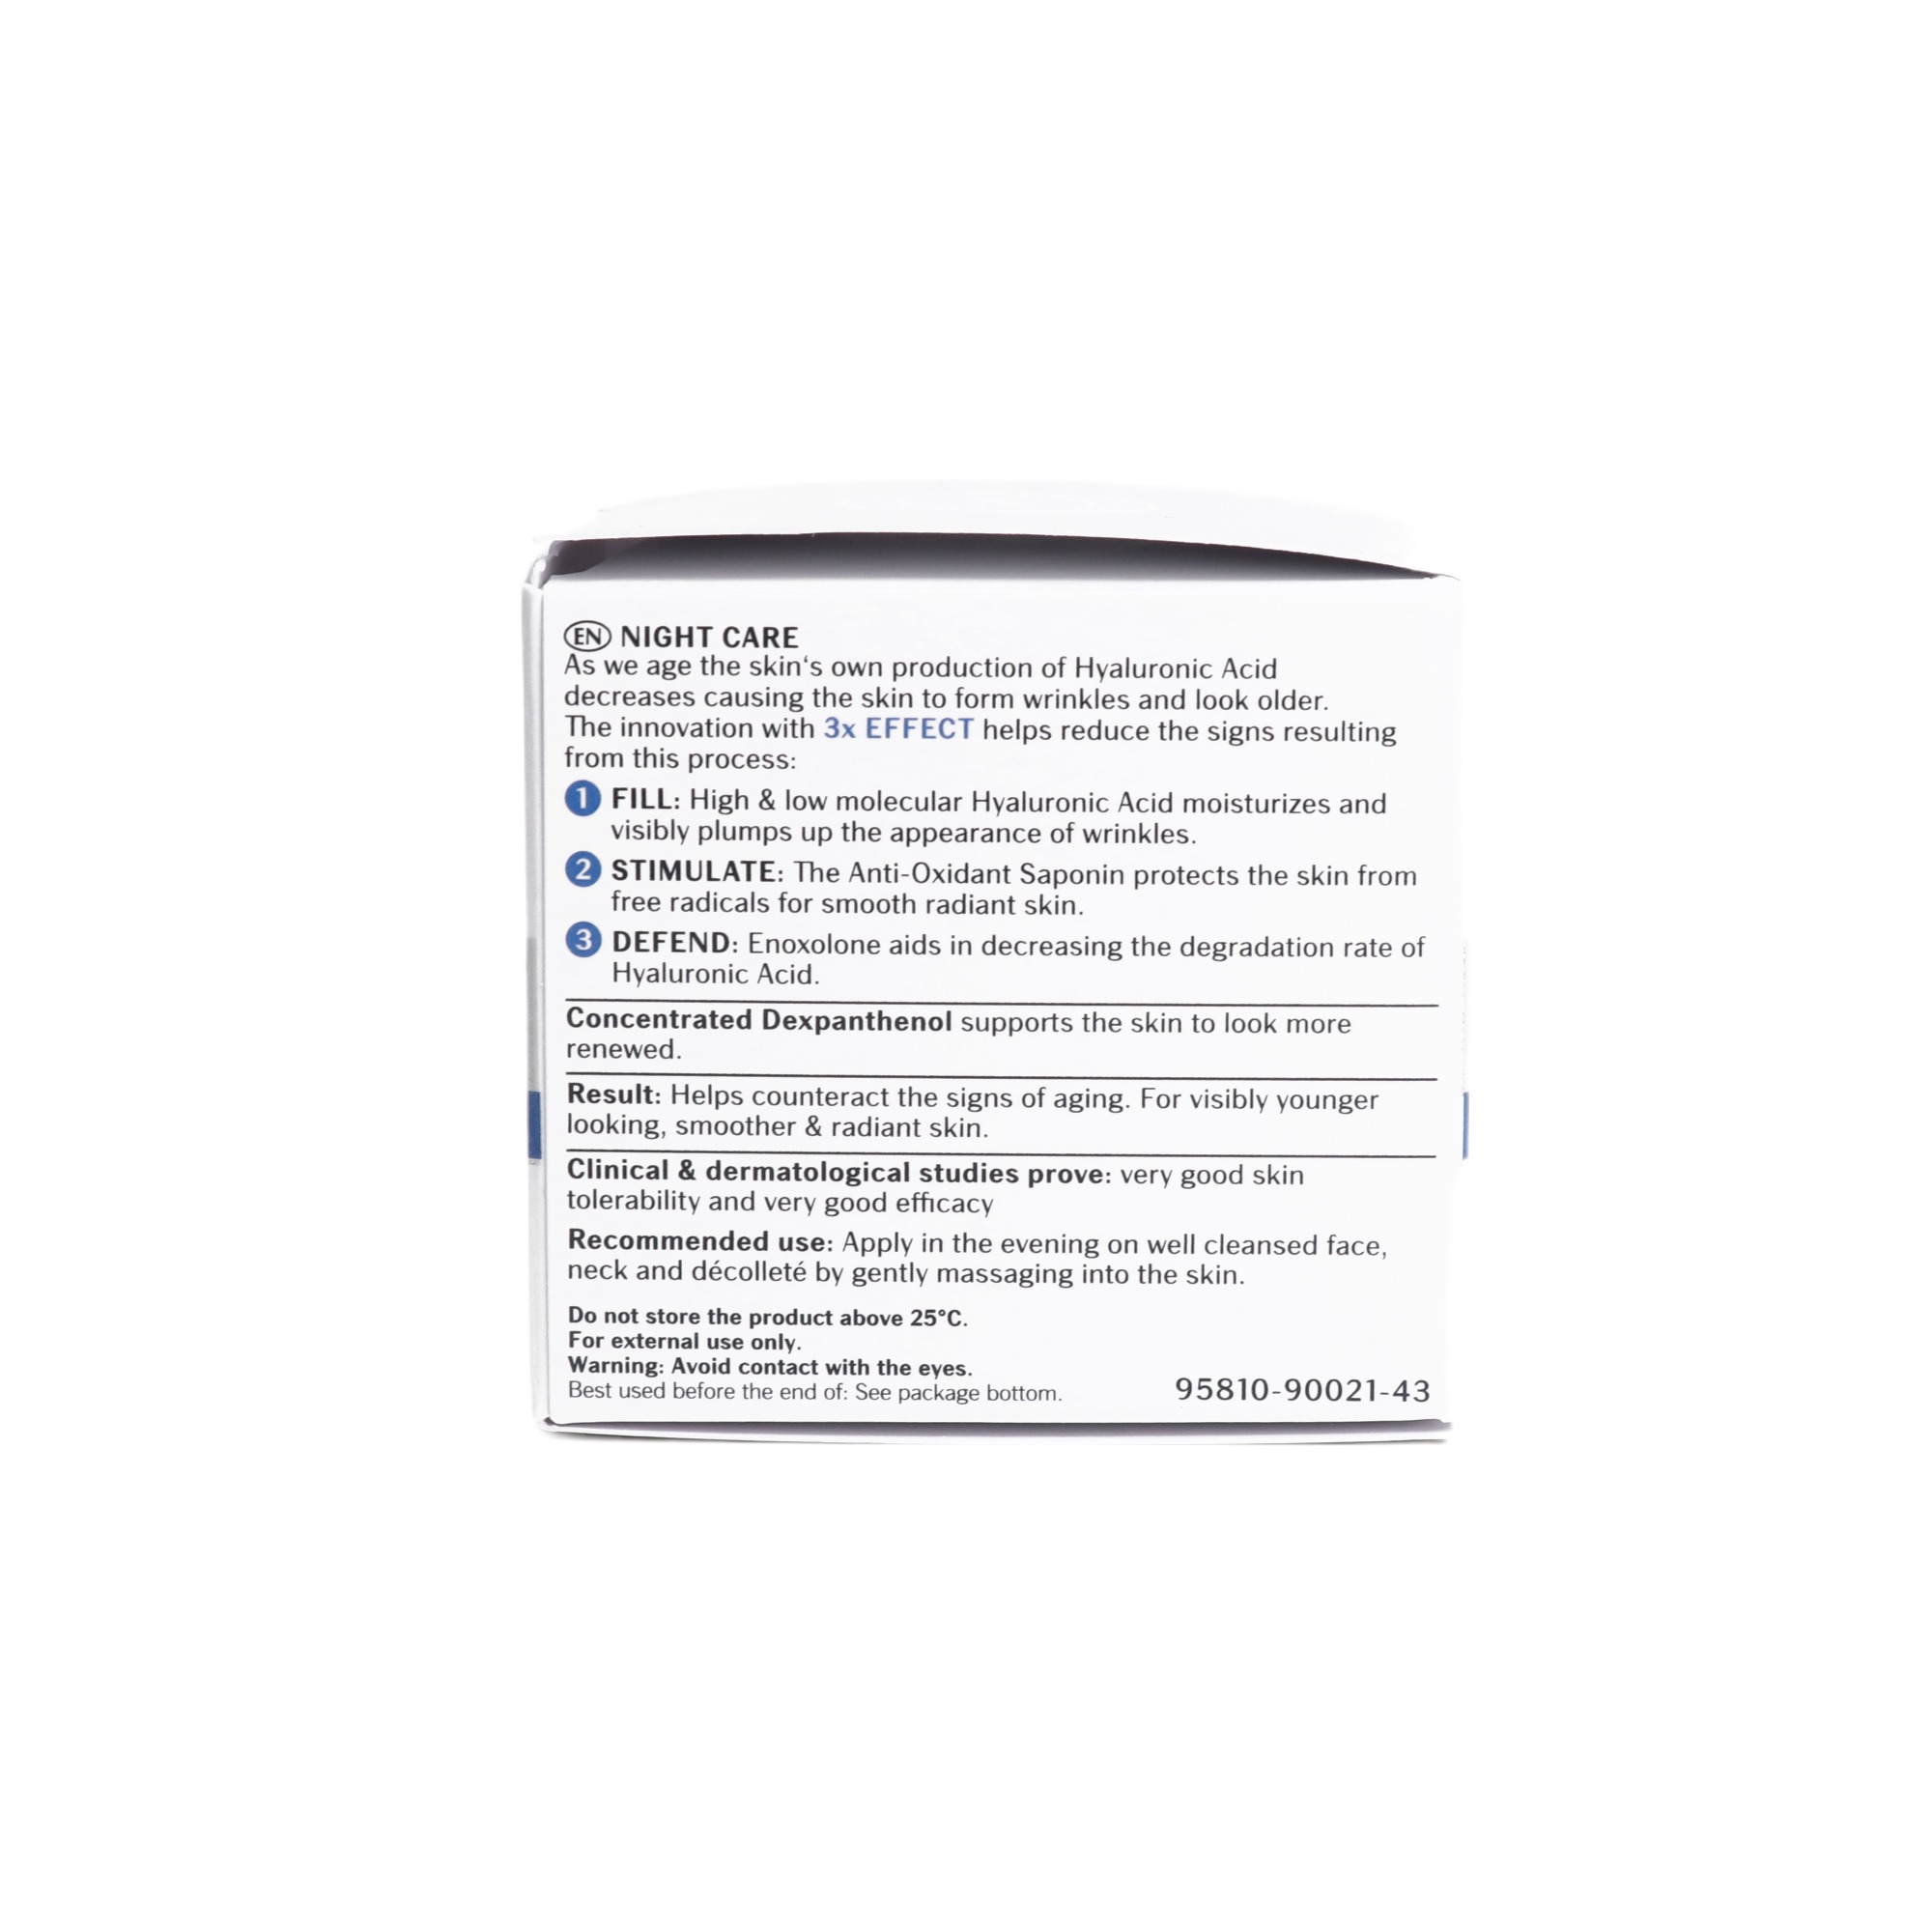 EN NIGHT CARE
As we age the skin‘s own production of Hyaluronic Acid
decreases causing the skin to form wrinkles and look older.
The innovation with 3x EFFECT helps reduce the signs resulting
from this process:
1 FILL: High & low molecular Hyaluronic Acid moisturizes and
visibly plumps up the appearance of wrinkles.
2 STIMULATE: The Anti-Oxidant Saponin protects the skin from
free radicals for smooth radiant skin.
3 DEFEND: Enoxolone aids in decreasing the degradation rate of
Hyaluronic Acid.
Concentrated Dexpanthenol supports the skin to look more
renewed.
Result: Helps counteract the signs of aging. For visibly younger
looking, smoother & radiant skin.
Clinical & dermatological studies prove: very good skin
tolerability and very good efficacy
Recommended use: Apply in the evening on well cleansed face,
neck and décolleté by gently massaging into the skin.
Do not store the product above 25°C.
For external use only.
Warning: Avoid contact with the eyes.
Best used before the end of: See package bottom.
95810-90021-43